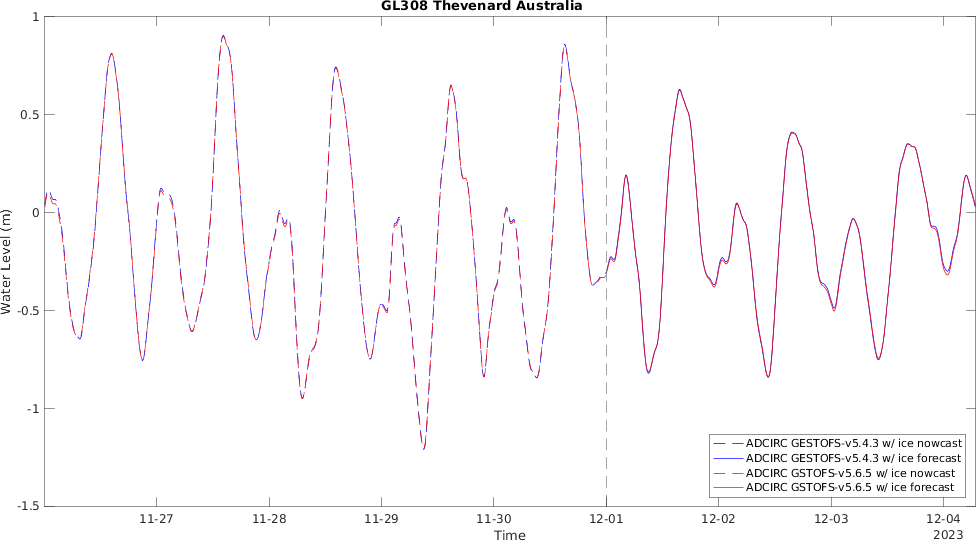 GL308 Thevenard Australia
1
0.5
0
-0.5
-1
-1.5
Water Level (m)
ADCIRC GESTOFS-v5.4.3 w/ ice nowcast
ADCIRC GESTOFS-v5.4.3 w/ ice forecast
ADCIRC GSTOFS-v5.6.5 w/ ice nowcast
ADCIRC GSTOFS-v5.6.5 w/ ice forecast
11-27 11-28 11-29 11-30 12-01 12-02 12-03 12-04
Time 2023